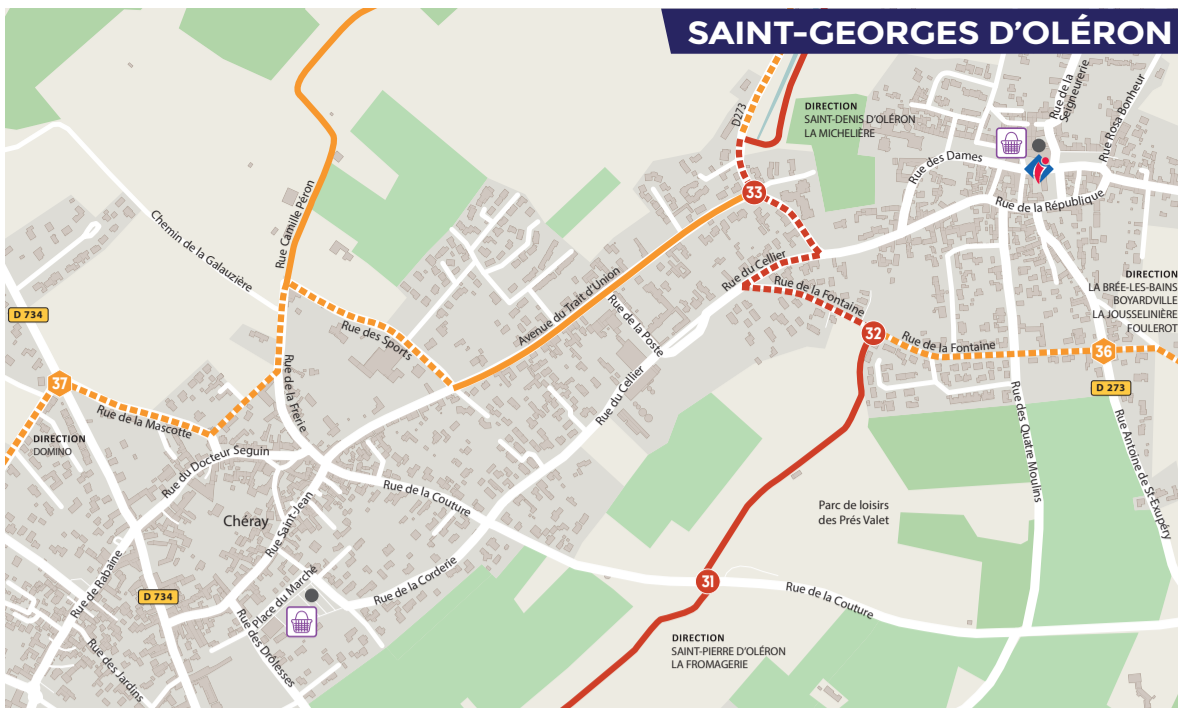 SAINT-GEORGES D'OLÉRON
D273
DIRECTION
SAINT-DENIS D'OLÉRON
LA MICHELIÈRE
Rue de la
Seigneurerie
Rue Rosa Bonheur
Rue des Dames
Rue de la République
33
Rue Camille Péron
Chemin de la Galauzière
Avenue du Trait d'Union
Rue du Cellier
Rue de la Fontaine
DIRECTION
LA BRÉE-LES-BAINS
BOYARDVILLE
LA JOUSSELINIÈRE
FOULEROT
D 734
Rue des Sports
Rue de la Poste
32
Rue de la Fontaine
36
37
Rue de la Mascotte
Rue de la Frérie
Rue du Cellier
D 273
DIRECTION
DOMINO
Rue du Docteur Seguin
Rue des Quatre Moulins
Rue Antoine de St-Exupéry
Chéray
Rue Saint-Jean
Rue de la Couture
Parc de loisirs
des Prés Valet
Rue de Rabaine
D 734
Place du Marché
Rue de la Corderie
31
Rue de la Couture
Rue des Jardins
Rue des Drôlesses
DIRECTION
SAINT-PIERRE D'OLÉRON
LA FROMAGERIE